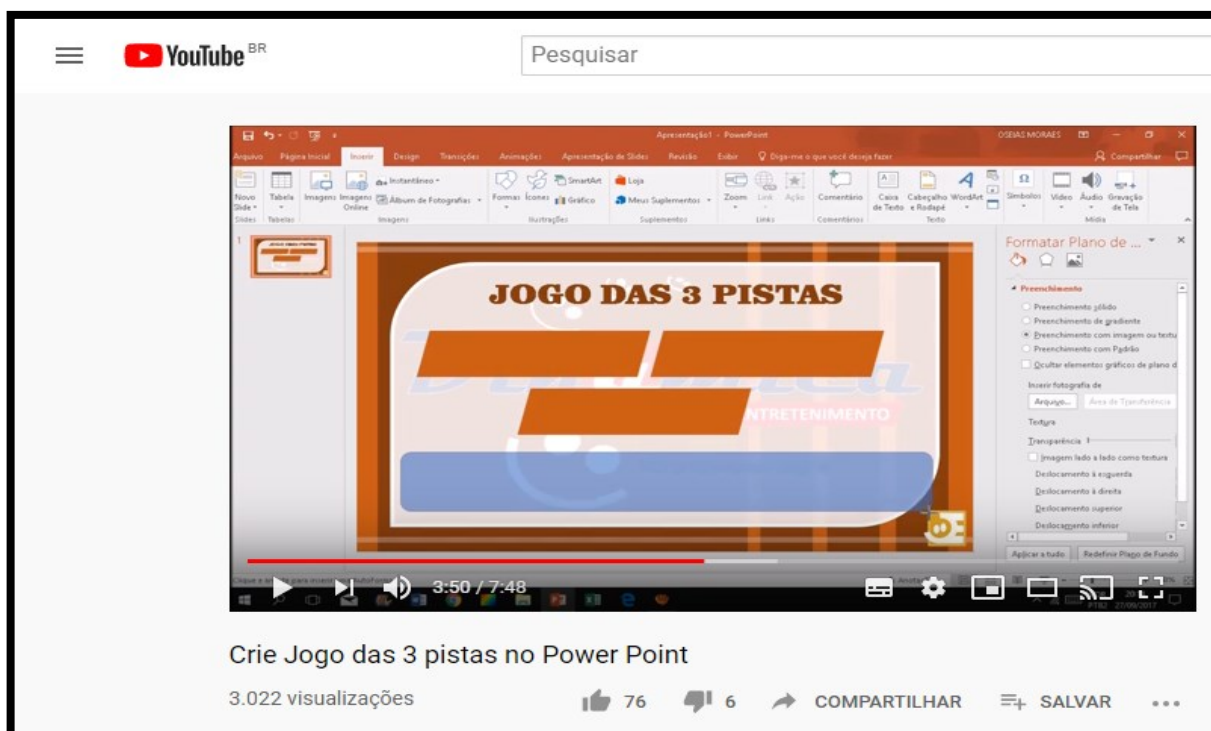 YouTube BR
Pesquisar
Apresentação1 - PowerPoint
OSEIAS MORAES
Arquivo Página Inicial Inserir Design Transições Animações Apresentação de Slides Revisão Exibir Diga-me o que você deseja fazer
Compartilhar
Novo Slide Tabela Imagens Imagens Online Instantâneo Álbum de Fotografias Formas Ícones SmartArt Gráfico Loja Meus Suplementos Zoom Link Ação Comentário Caixa de Texto Cabeçalho e Rodapé WordArt Símbolos Vídeo Áudio Gravação de Tela
Slides Tabelas Imagens Ilustrações Suplementos Links Comentários Texto Mídia
1
JOGO DAS 3 PISTAS
ENTRETENIMENTO
Formatar Plano de ...
Preenchimento
Preenchimento sólido
Preenchimento de gradiente
Preenchimento com imagem ou textu
Preenchimento com Padrão
Ocultar elementos gráficos de plano d
Inserir fotografia de
Arquivo... Área de Transferência
Textura
Transparência
Imagem lado a lado como textura
Deslocamento à esquerda
Deslocamento à direita
Deslocamento superior
Deslocamento inferior
Aplicar a tudo Redefinir Plano de Fundo
3:50 / 7:48
27/09/2017
Crie Jogo das 3 pistas no Power Point
3.022 visualizações
76
6
COMPARTILHAR
SALVAR